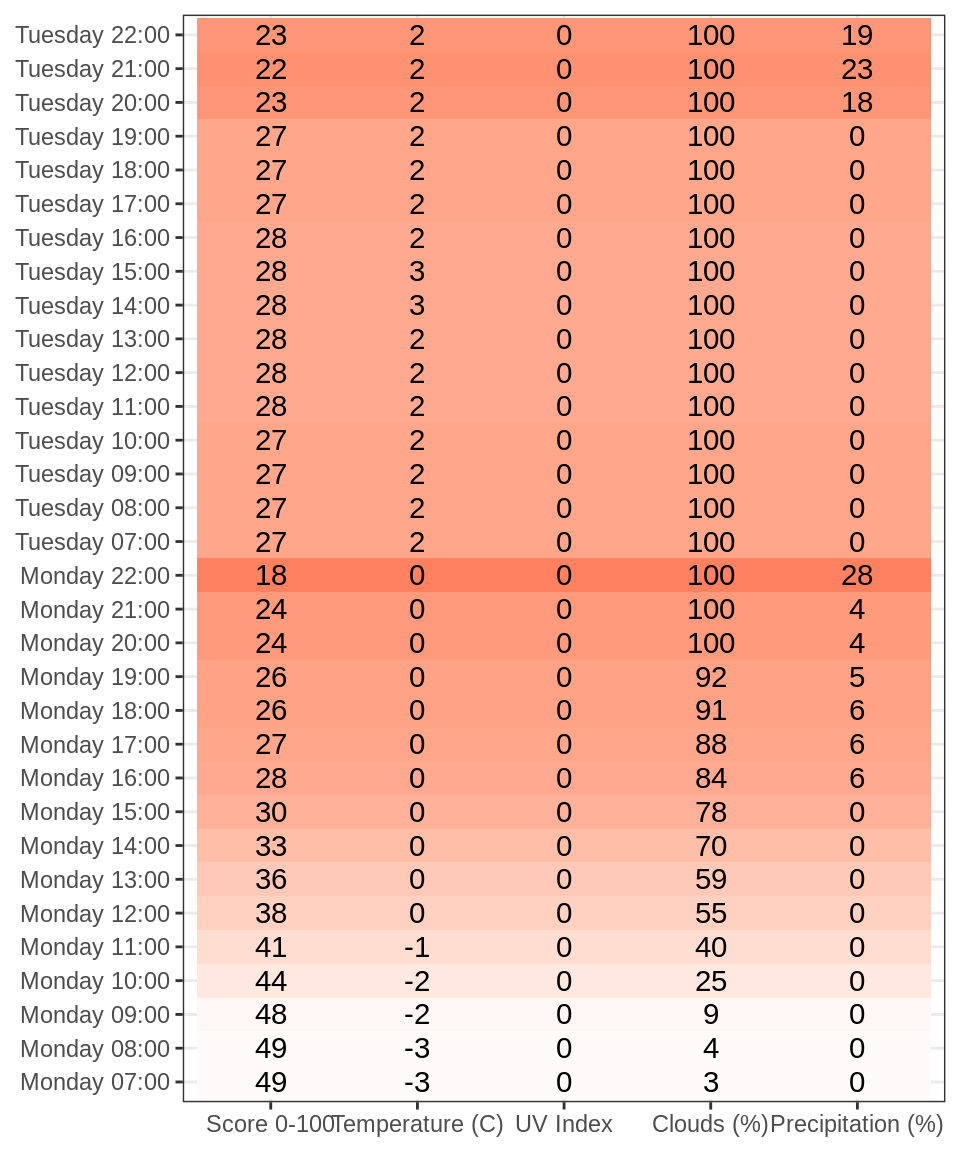 Tuesday 22:00 23 2 0 100 19
Tuesday 21:00 22 2 0 100 23
Tuesday 20:00 23 2 0 100 18
Tuesday 19:00 27 2 0 100 0
Tuesday 18:00 27 2 0 100 0
Tuesday 17:00 27 2 0 100 0
Tuesday 16:00 28 2 0 100 0
Tuesday 15:00 28 3 0 100 0
Tuesday 14:00 28 3 0 100 0
Tuesday 13:00 28 2 0 100 0
Tuesday 12:00 28 2 0 100 0
Tuesday 11:00 28 2 0 100 0
Tuesday 10:00 27 2 0 100 0
Tuesday 09:00 27 2 0 100 0
Tuesday 08:00 27 2 0 100 0
Tuesday 07:00 27 2 0 100 0
Monday 22:00 18 0 0 100 28
Monday 21:00 24 0 0 100 4
Monday 20:00 24 0 0 100 4
Monday 19:00 26 0 0 92 5
Monday 18:00 26 0 0 91 6
Monday 17:00 27 0 0 88 6
Monday 16:00 28 0 0 84 6
Monday 15:00 30 0 0 78 0
Monday 14:00 33 0 0 70 0
Monday 13:00 36 0 0 59 0
Monday 12:00 38 0 0 55 0
Monday 11:00 41 -1 0 40 0
Monday 10:00 44 -2 0 25 0
Monday 09:00 48 -2 0 9 0
Monday 08:00 49 -3 0 4 0
Monday 07:00 49 -3 0 3 0
Score 0-100 Temperature (C) UV Index Clouds (%) Precipitation (%)